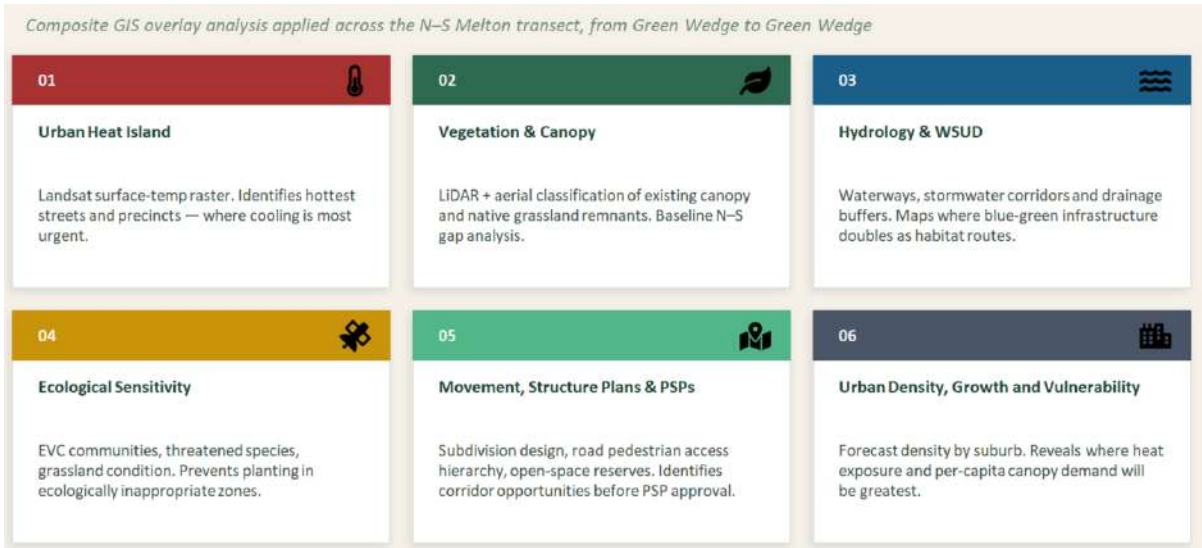 Composite GIS overlay analysis applied across the N–S Melton transect, from Green Wedge to Green Wedge
01
Urban Heat Island
Landsat surface-temp raster. Identifies hottest
streets and precincts — where cooling is most
urgent.
02
Vegetation & Canopy
LiDAR + aerial classification of existing canopy
and native grassland remnants. Baseline N–S
gap analysis.
03
Hydrology & WSUD
Waterways, stormwater corridors and drainage
buffers. Maps where blue-green infrastructure
doubles as habitat routes.
04
Ecological Sensitivity
EVC communities, threatened species,
grassland condition. Prevents planting in
ecologically inappropriate zones.
05
Movement, Structure Plans & PSPs
Subdivision design, road pedestrian access
hierarchy, open-space reserves. Identifies
corridor opportunities before PSP approval.
06
Urban Density, Growth and Vulnerability
Forecast density by suburb. Reveals where heat
exposure and per-capita canopy demand will
be greatest.